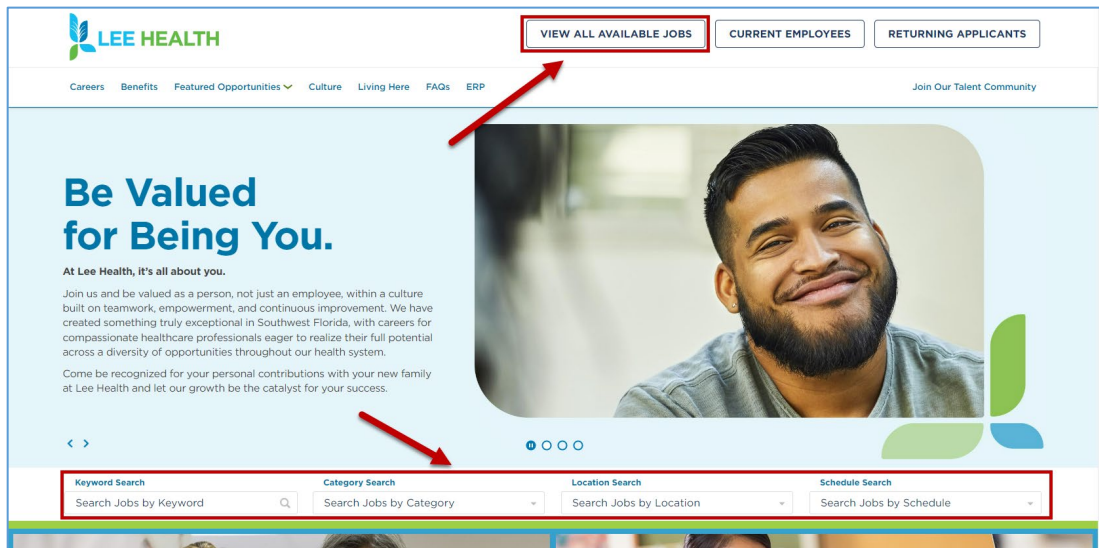 LEE HEALTH
VIEW ALL AVAILABLE JOBS
CURRENT EMPLOYEES
RETURNING APPLICANTS
Careers Benefits Featured Opportunities Culture Living Here FAQs ERP
Join Our Talent Community
Be Valued
for Being You.
At Lee Health, it's all about you.
Join us and be valued as a person, not just an employee, within a culture
built on teamwork, empowerment, and continuous improvement. We have
created something truly exceptional in Southwest Florida, with careers for
compassionate healthcare professionals eager to realize their full potential
across a diversity of opportunities throughout our health system.
Come be recognized for your personal contributions with your new family
at Lee Health and let our growth be the catalyst for your success.
Keyword Search
Search Jobs by Keyword
Category Search
Search Jobs by Category
Location Search
Search Jobs by Location
Schedule Search
Search Jobs by Schedule